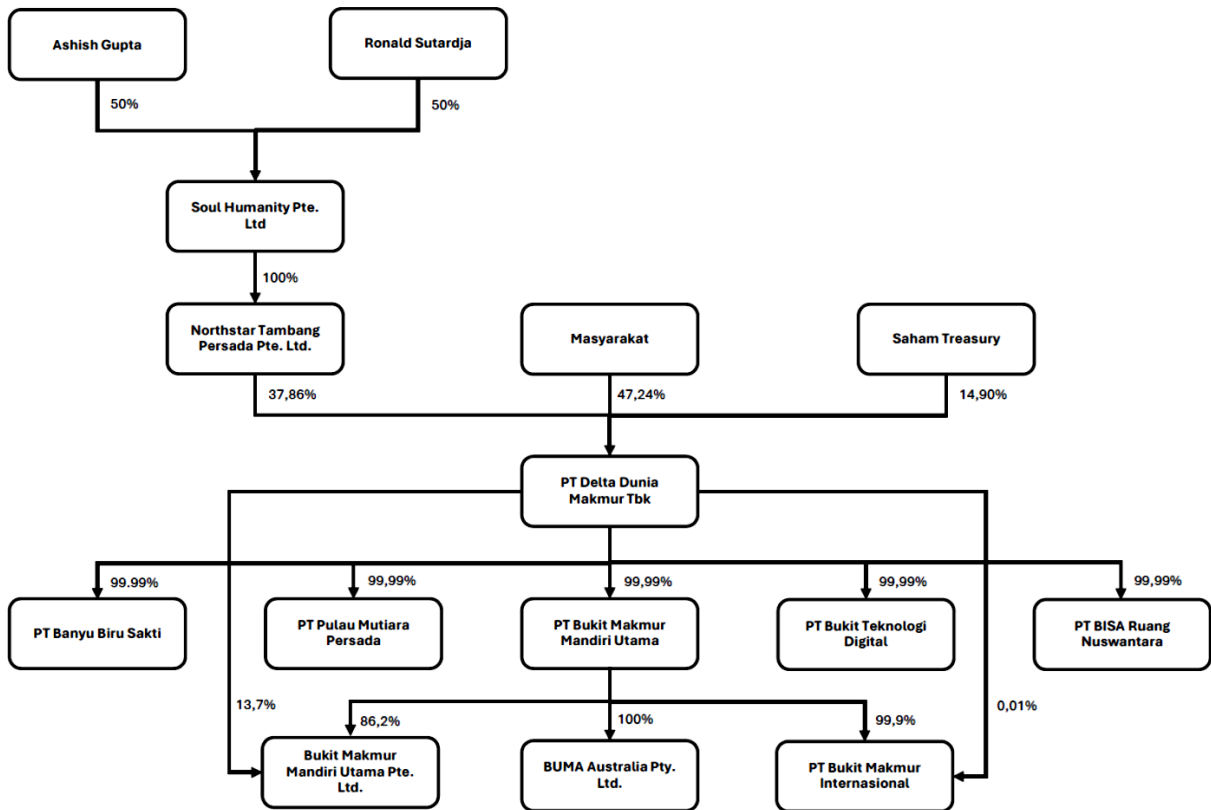 Ashish Gupta
Ronald Sutardja
50%
50%
Soul Humanity Pte.
Ltd
100%
Northstar Tambang
Persada Pte. Ltd.
Masyarakat
Saham Treasury
37,86%
47,24%
14,90%
PT Delta Dunia
Makmur Tbk
99.99%
99,99%
99,99%
99,99%
99,99%
PT Banyu Biru Sakti
PT Pulau Mutiara
Persada
PT Bukit Makmur
Mandiri Utama
PT Bukit Teknologi
Digital
PT BISA Ruang
Nuswantara
13,7%
86,2%
100%
99,9%
0,01%
Bukit Makmur
Mandiri Utama Pte.
Ltd.
BUMA Australia Pty.
Ltd.
PT Bukit Makmur
Internasional